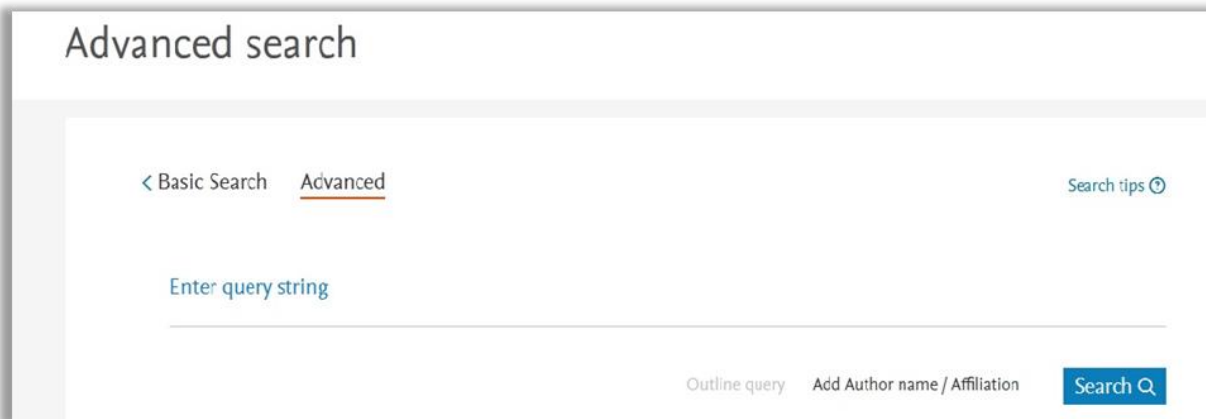 Advanced search
< Basic Search Advanced
Search tips ?
Enter query string
Outline query Add Author name / Affiliation Search